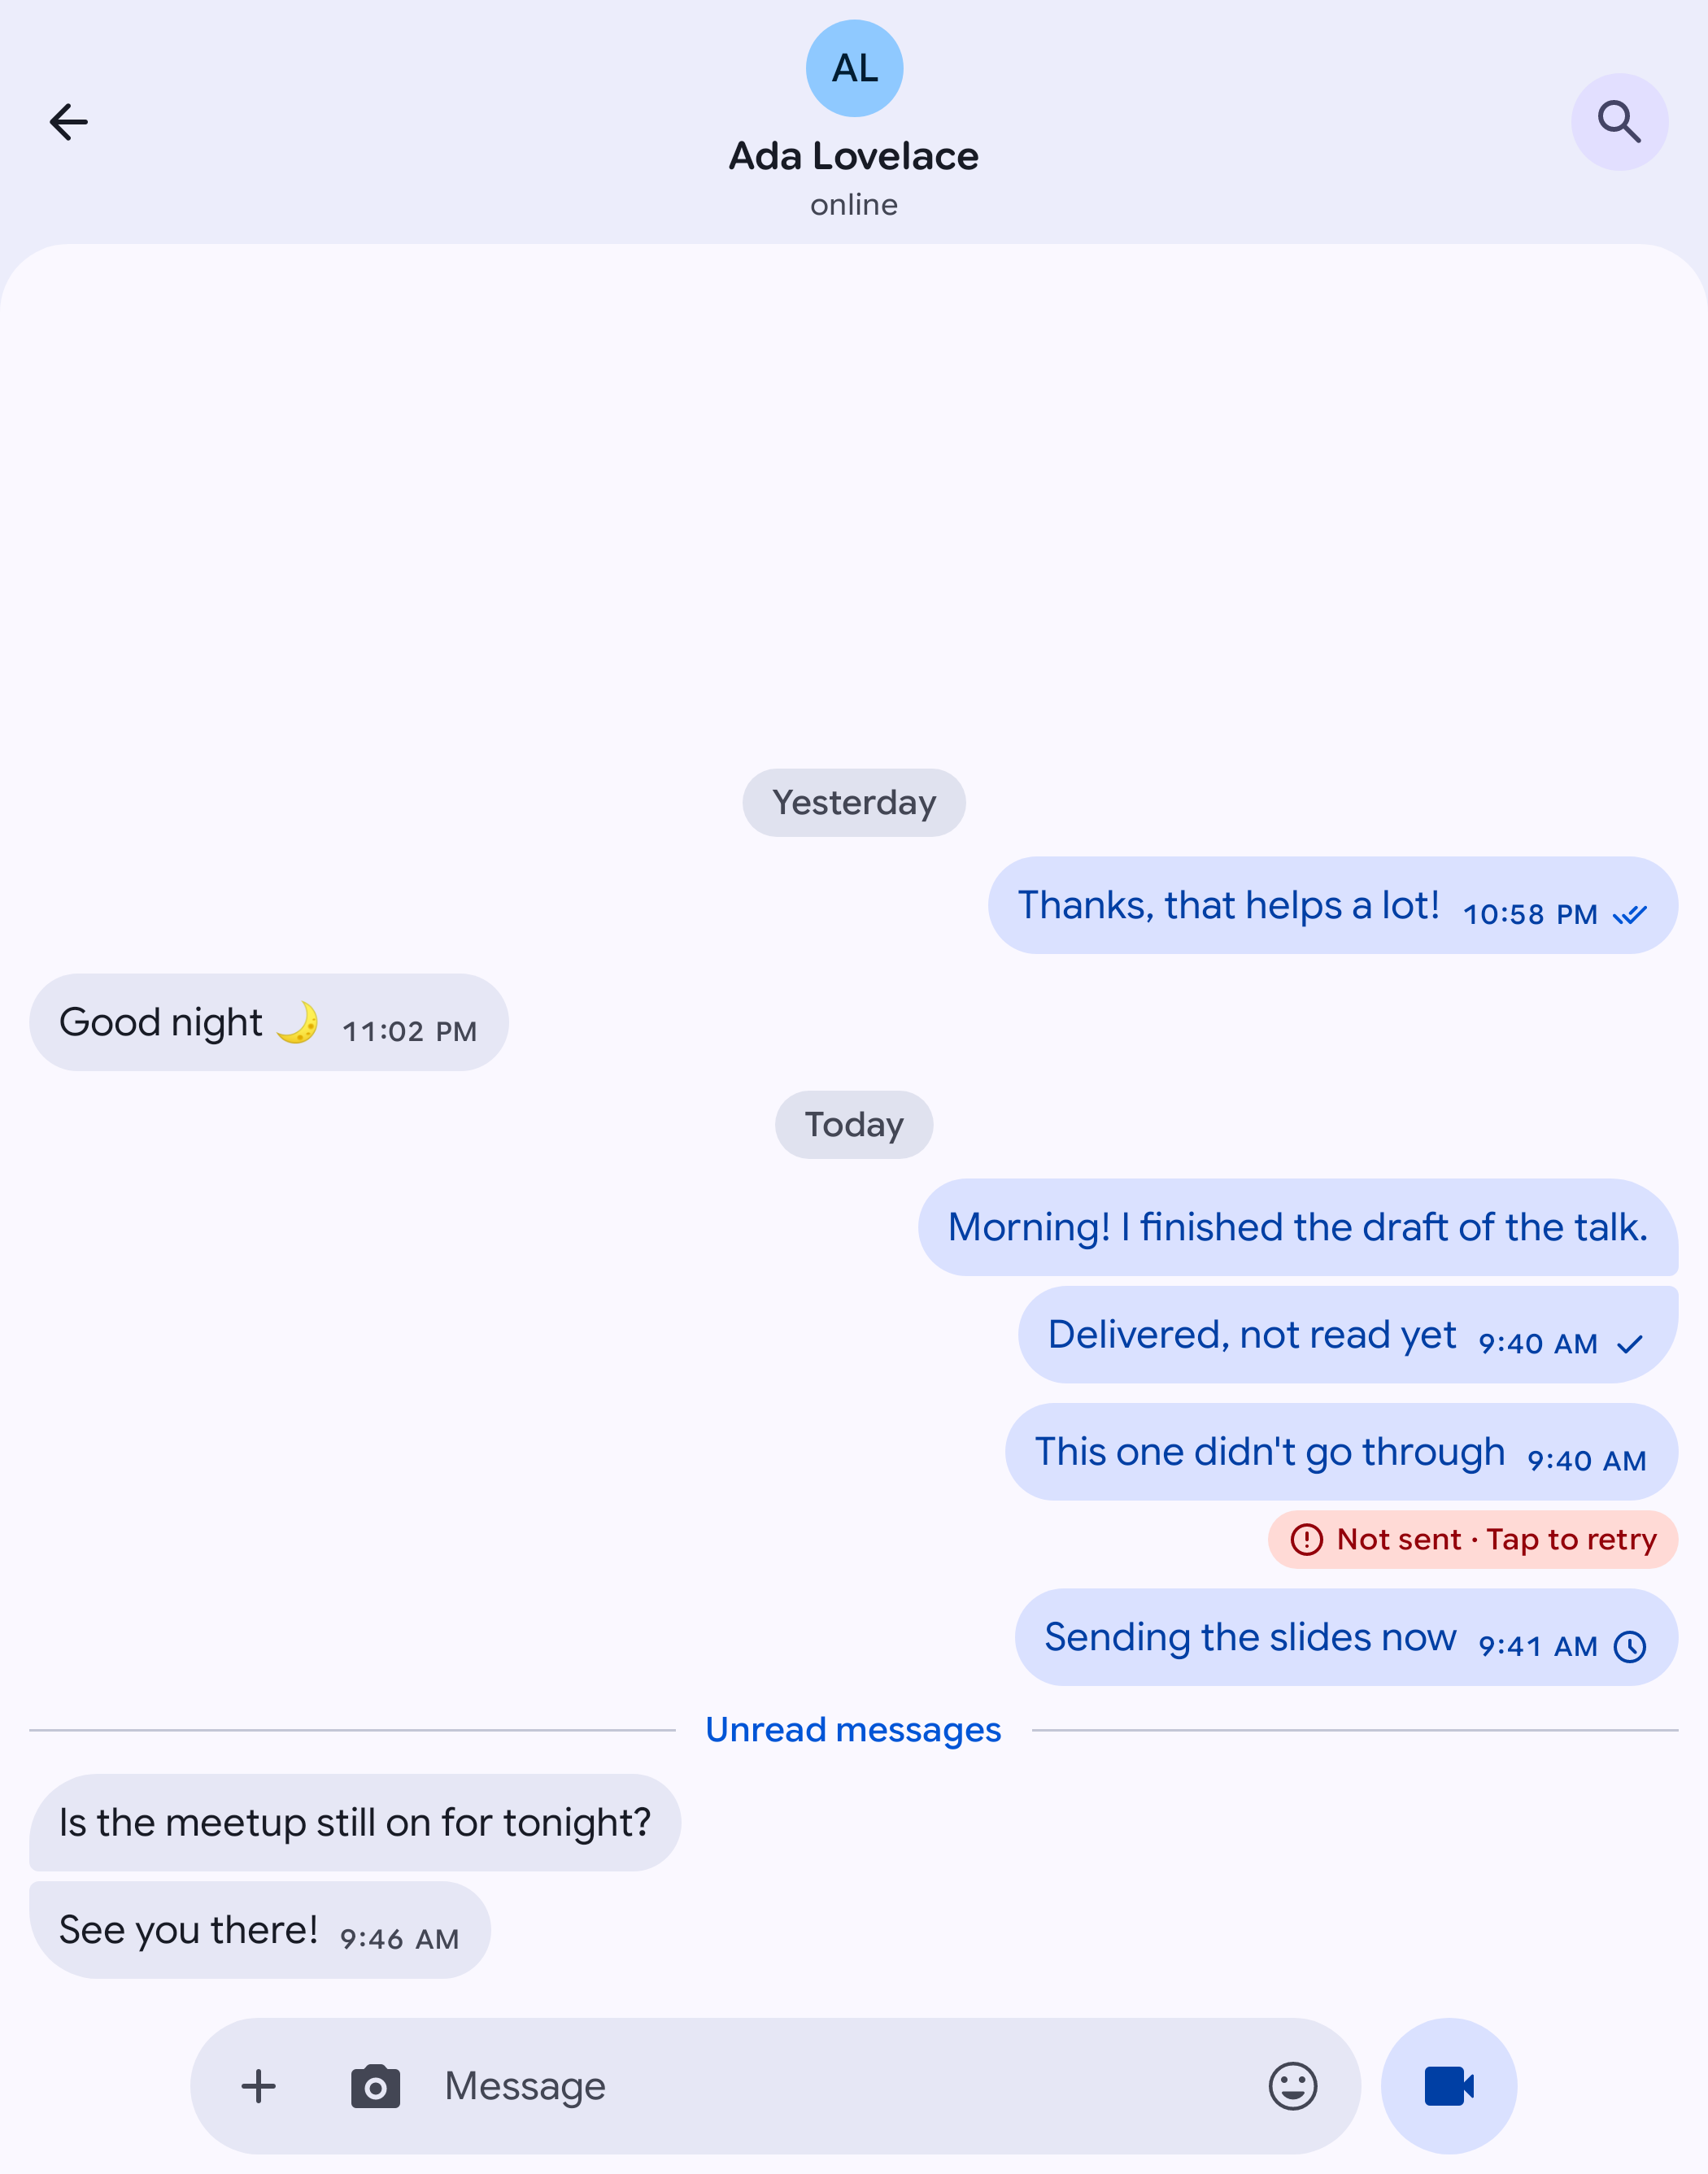 AL
Ada Lovelace
online
Yesterday
Thanks, that helps a lot! 10:58 PM
Good night 🌙 11:02 PM
Today
Morning! I finished the draft of the talk.
Delivered, not read yet 9:40 AM
This one didn't go through 9:40 AM
Not sent · Tap to retry
Sending the slides now 9:41 AM
Unread messages
Is the meetup still on for tonight?
See you there! 9:46 AM
Message